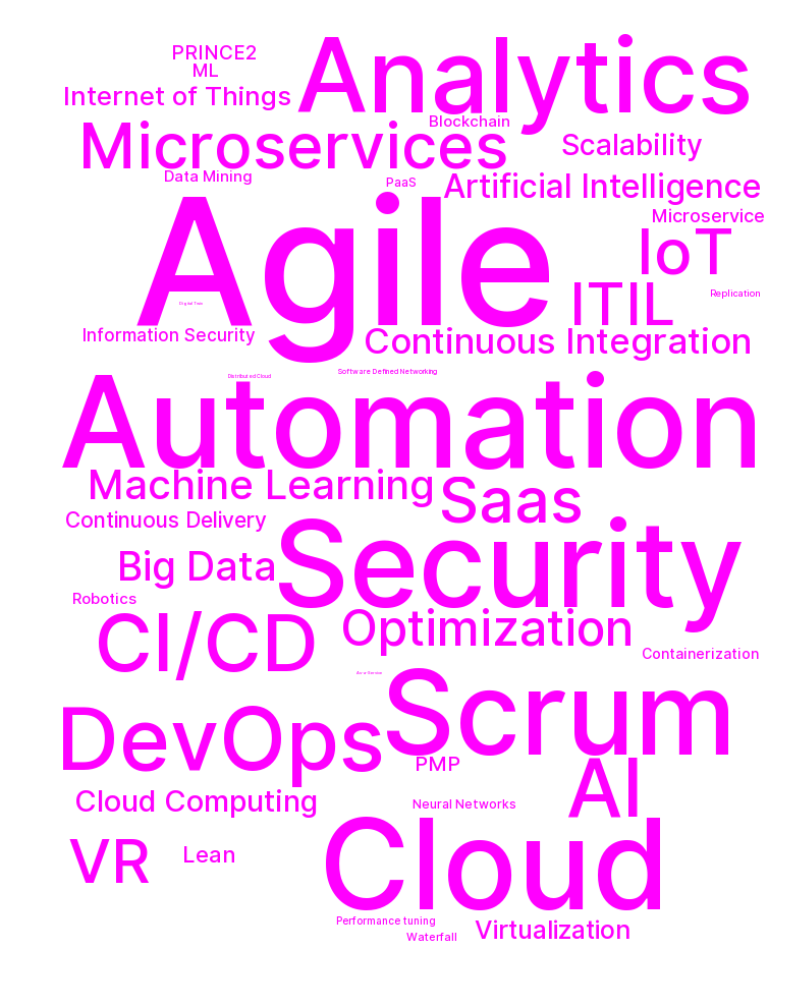 PRINCE2
ML
Analytics
Internet of Things
Blockchain
Microservices
Scalability
Data Mining
PaaS
Artificial Intelligence
Microservice
Agile
IoT
ITIL
Replication
Information Security
Continuous Integration
Software Defined Networking
Distributed Cloud
Automation
Machine Learning
Saas
Continuous Delivery
Security
Big Data
Robotics
CI/CD
Optimization
Containerization
Scrum
DevOps
PMP
AI
Cloud Computing
Neural Networks
Cloud
VR
Lean
Performance tuning
Virtualization
Waterfall